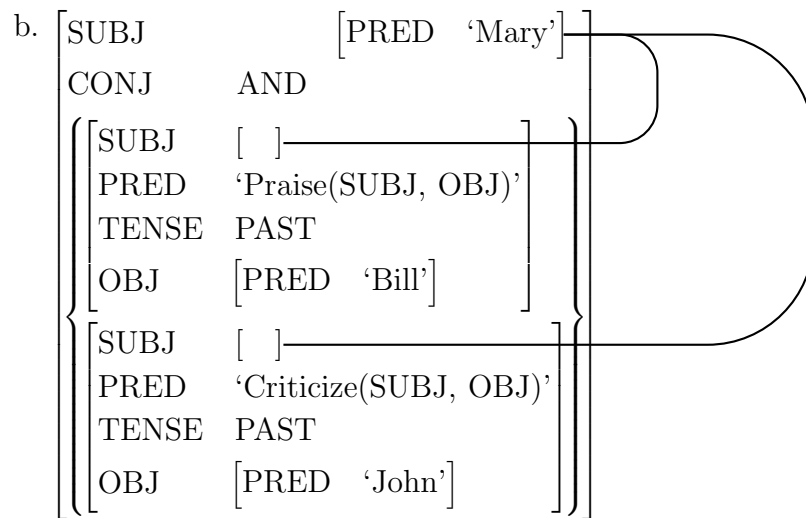 b. [SUBJ [PRED ‘Mary’]
CONJ AND
SUBJ [ ]
PRED ‘Praise(SUBJ, OBJ)’
TENSE PAST
OBJ [PRED ‘Bill’]
SUBJ [ ]
PRED ‘Criticize(SUBJ, OBJ)’
TENSE PAST
OBJ [PRED ‘John’]